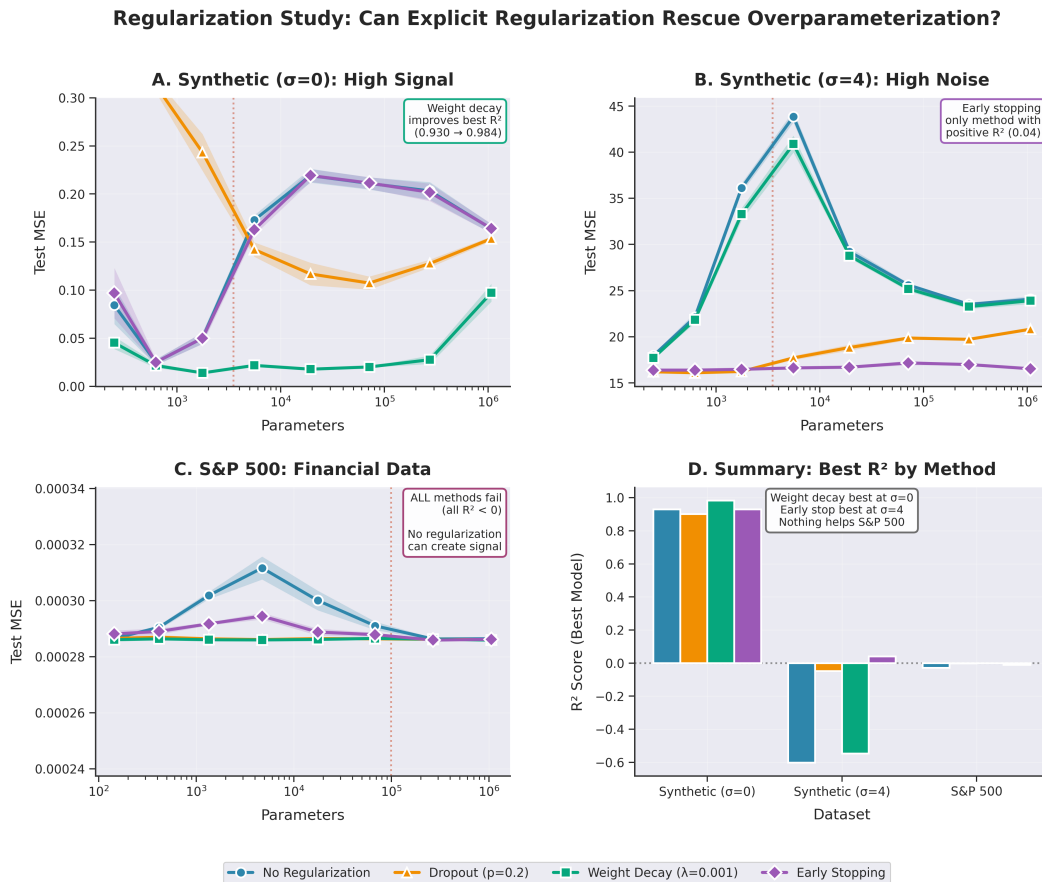 Regularization Study: Can Explicit Regularization Rescue Overparameterization?
A. Synthetic (σ=0): High Signal
Weight decay
improves best R²
(0.930 → 0.984)
0.30
0.25
0.20
0.15
0.10
0.05
0.00
Test MSE
10³
10⁴
10⁵
10⁶
Parameters
B. Synthetic (σ=4): High Noise
Early stopping
only method with
positive R² (0.04)
45
40
35
30
25
20
15
Test MSE
10³
10⁴
10⁵
10⁶
Parameters
C. S&P 500: Financial Data
ALL methods fail
(all R² < 0)
No regularization
can create signal
0.00034
0.00032
0.00030
0.00028
0.00026
0.00024
Test MSE
10²
10³
10⁴
10⁵
10⁶
Parameters
D. Summary: Best R² by Method
Weight decay best at σ=0
Early stop best at σ=4
Nothing helps S&P 500
1.0
0.8
0.6
0.4
0.2
0.0
−0.2
−0.4
−0.6
R² Score (Best Model)
Synthetic (σ=0)
Synthetic (σ=4)
S&P 500
Dataset
No Regularization
Dropout (p=0.2)
Weight Decay (λ=0.001)
Early Stopping